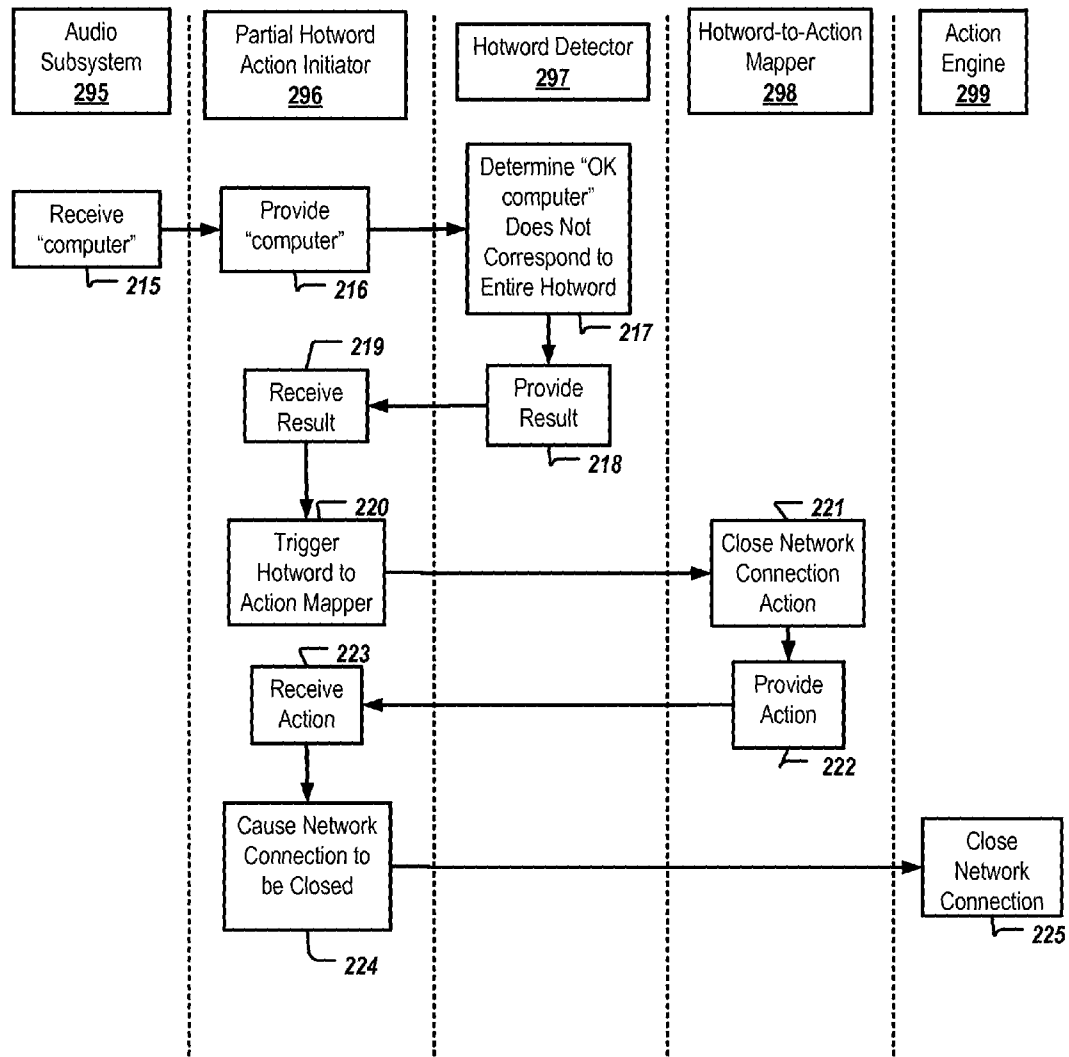 Audio
Subsystem
295
Partial Hotword
Action Initiator
296
Hotword Detector
297
Hotword-to-Action
Mapper
298
Action
Engine
299
Receive
“computer”
215
Provide
“computer”
216
Determine “OK
computer”
Does Not
Correspond to
Entire Hotword
217
219
Receive
Result
Provide
Result
218
220
Trigger
Hotword to
Action Mapper
221
Close Network
Connection
Action
223
Receive
Action
Provide
Action
222
Cause Network
Connection to
be Closed
224
Close
Network
Connection
225